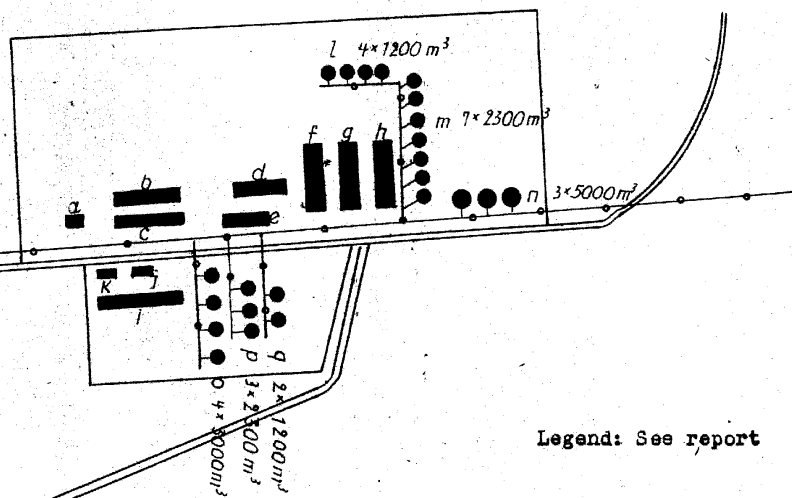 l 4×1200 m³
m 7×2300 m³
f g h
d
b
a
n 3×5000 m³
e
c
k j
i
q 2×1200 m³
p 3×2300 m³
o 4×5000 m³
Legend: See report